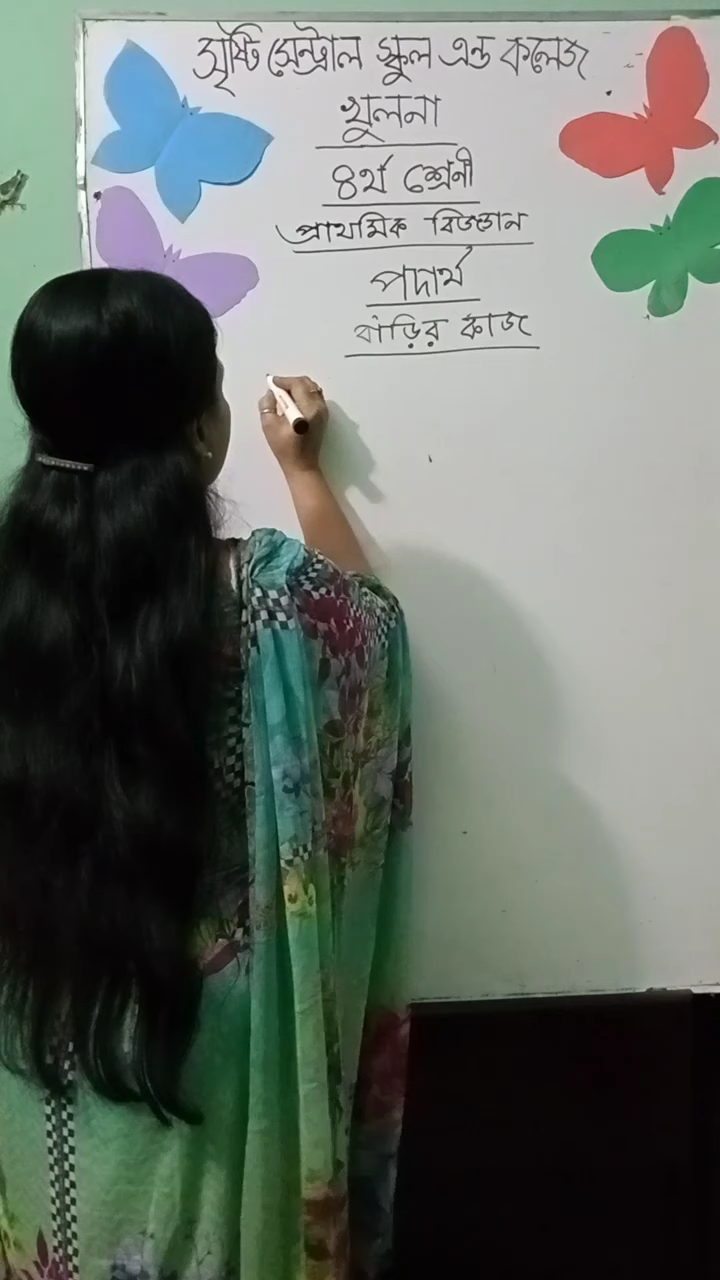 সৃষ্টি সেন্ট্রাল স্কুল এন্ড কলেজ
খুলনা
৪র্থ শ্রেনী
প্রাথমিক বিজ্ঞান
পদার্থ
বাড়ির কাজ